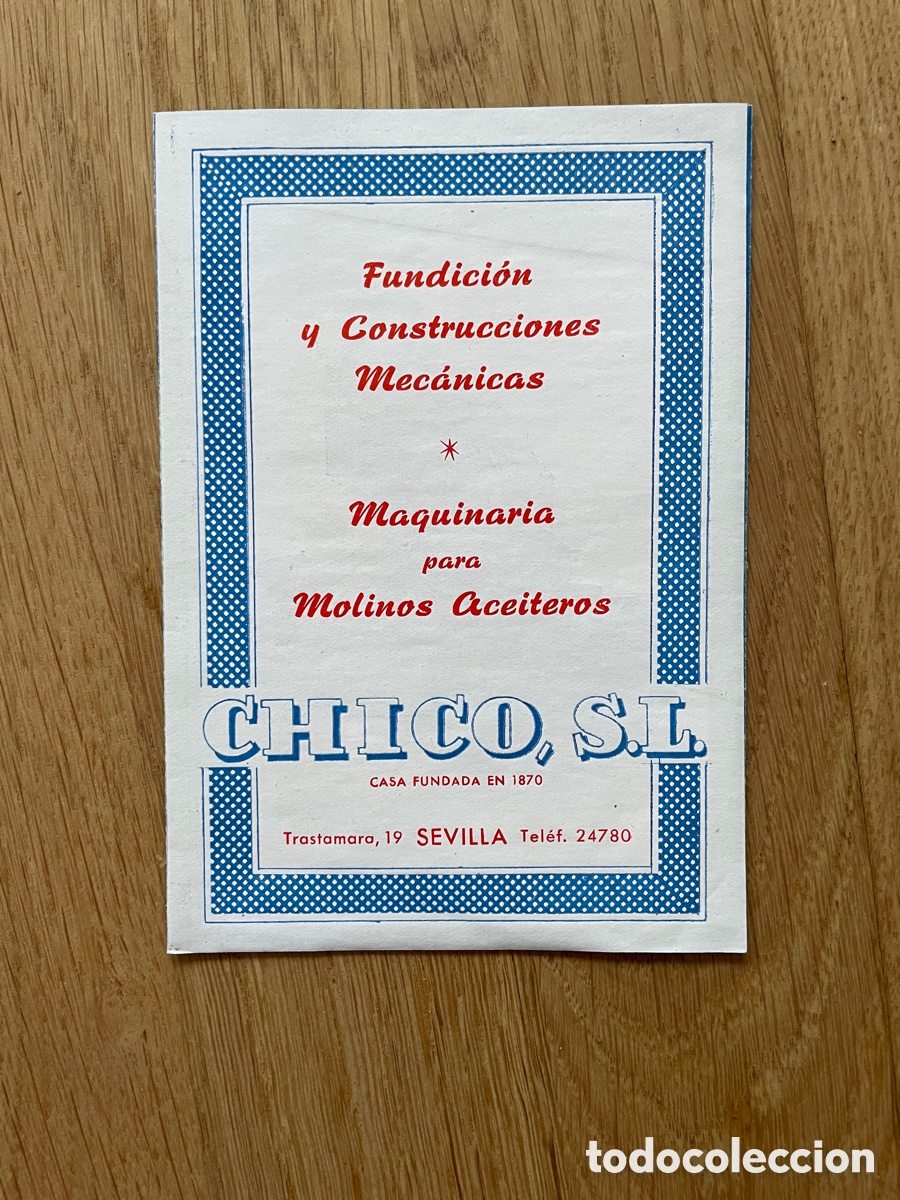 Fundición
y Construcciones
Mecánicas
Maquinaria
para
Molinos Aceiteros
CHICO, S.L.
CASA FUNDADA EN 1870
Trastamara, 19 SEVILLA Teléf. 24780
todocoleccion